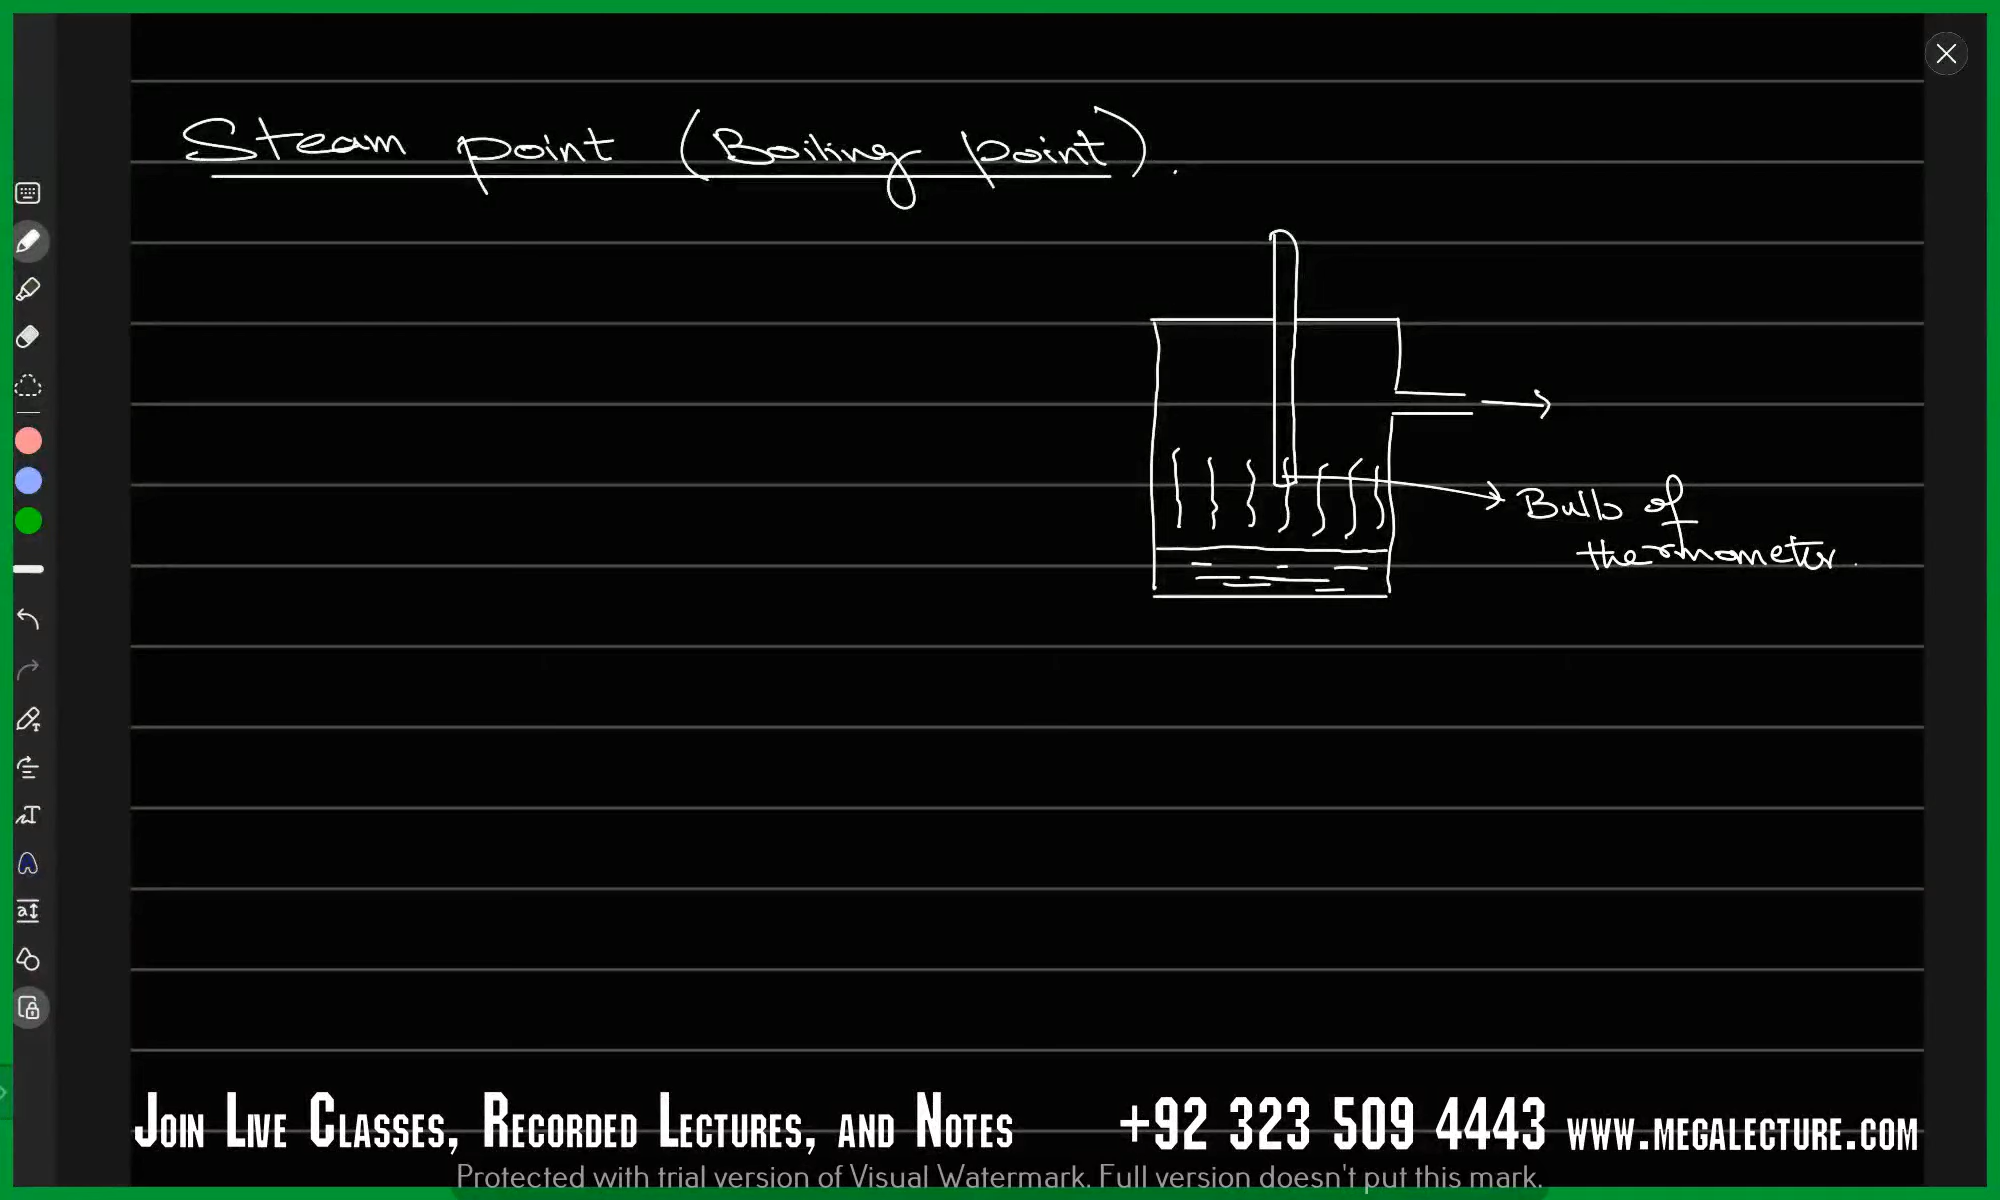 Steam point (Boiling point).
Bulb of
thermometer.
JOIN LIVE CLASSES, RECORDED LECTURES, AND NOTES +92 323 509 4443 WWW.MEGALECTURE.COM
Protected with trial version of Visual Watermark. Full version doesn't put this mark.